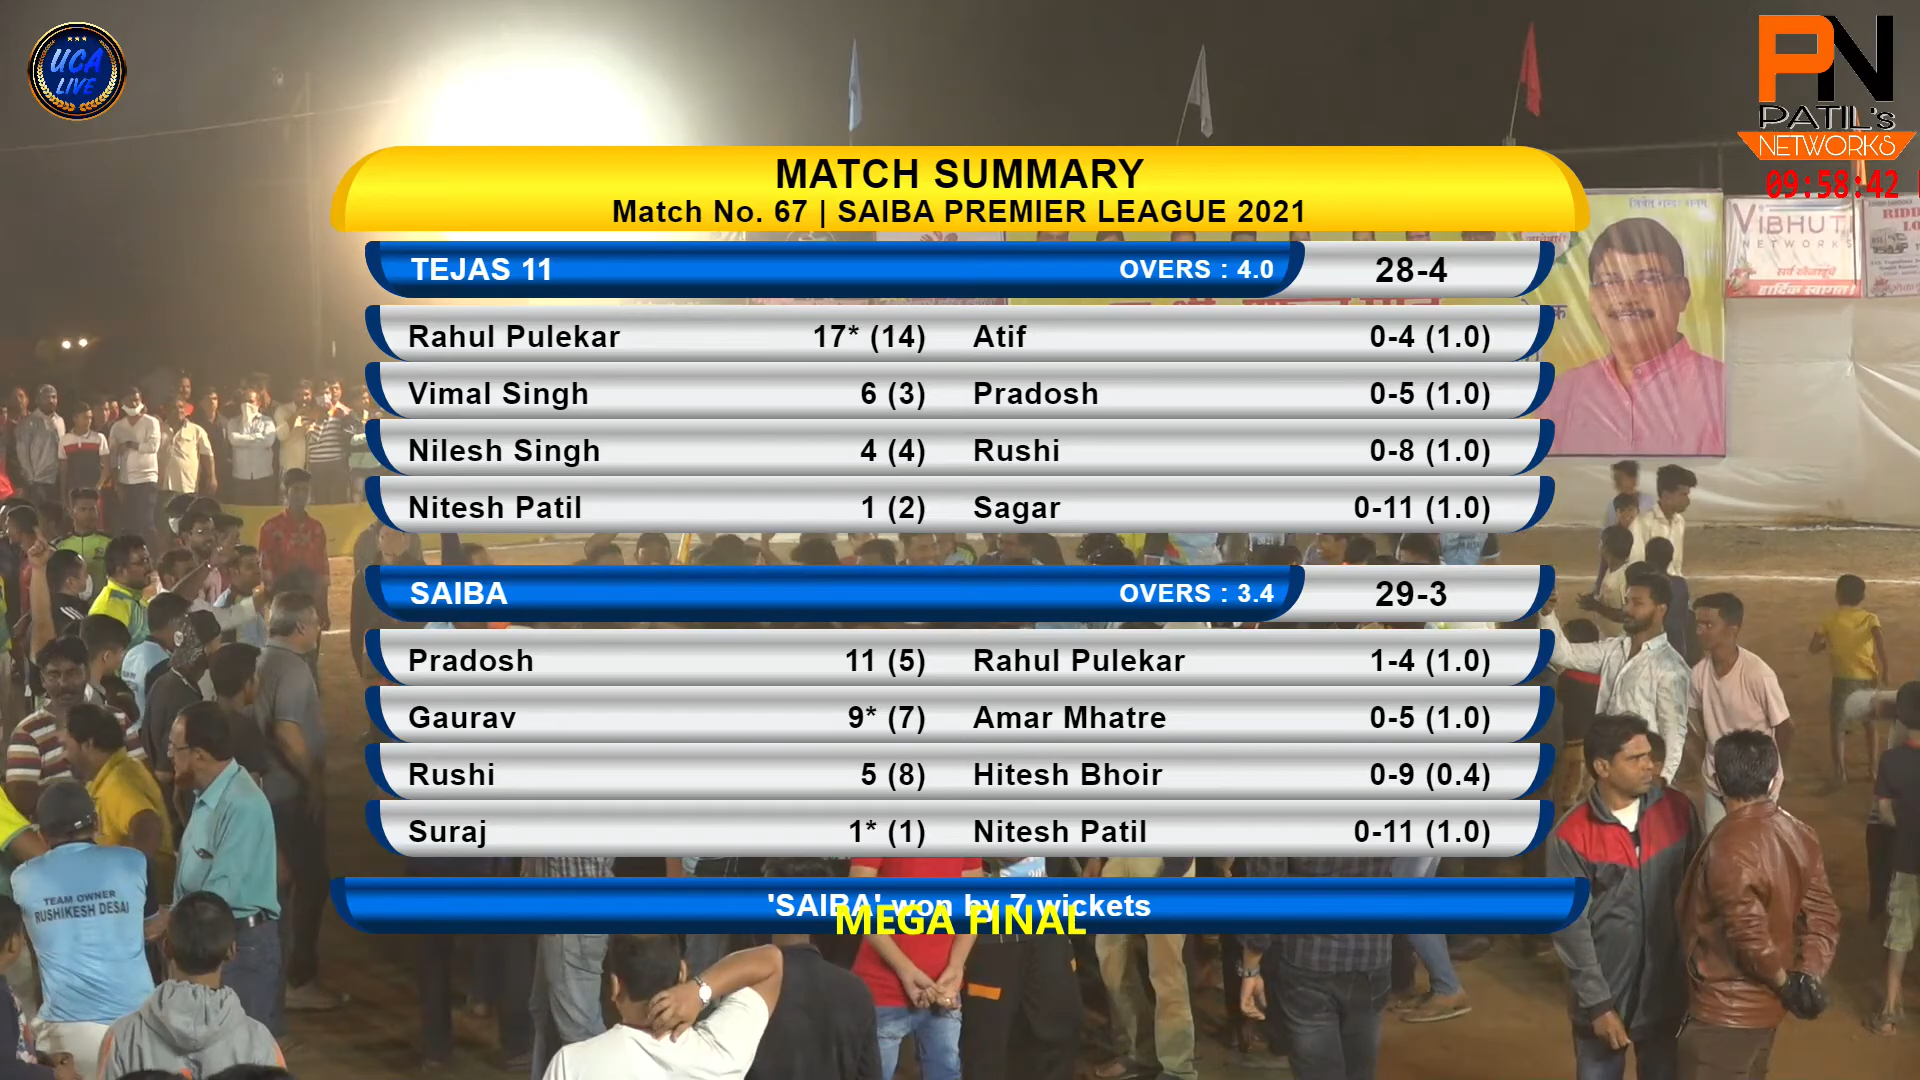 UCA
LIVE
PN
PATIL's
NETWORKS
09:58:42
MATCH SUMMARY
Match No. 67 | SAIBA PREMIER LEAGUE 2021
TEJAS 11 OVERS : 4.0 28-4
Rahul Pulekar 17* (14) Atif 0-4 (1.0)
Vimal Singh 6 (3) Pradosh 0-5 (1.0)
Nilesh Singh 4 (4) Rushi 0-8 (1.0)
Nitesh Patil 1 (2) Sagar 0-11 (1.0)
SAIBA OVERS : 3.4 29-3
Pradosh 11 (5) Rahul Pulekar 1-4 (1.0)
Gaurav 9* (7) Amar Mhatre 0-5 (1.0)
Rushi 5 (8) Hitesh Bhoir 0-9 (0.4)
Suraj 1* (1) Nitesh Patil 0-11 (1.0)
'SAIBA' won by 7 wickets
MEGA FINAL
VIBHUTI
NETWORKS
सर्व स्नेहयांचे
हार्दिक स्वागत!
TEAM OWNER
RUSHIKESH DESAI